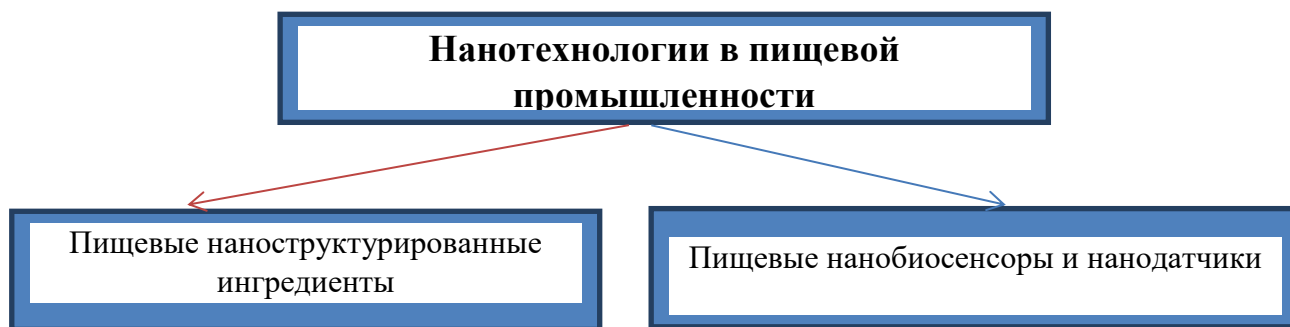 Нанотехнологии в пищевой
промышленности
Пищевые наноструктурированные
ингредиенты
Пищевые нанобиосенсоры и нанодатчики